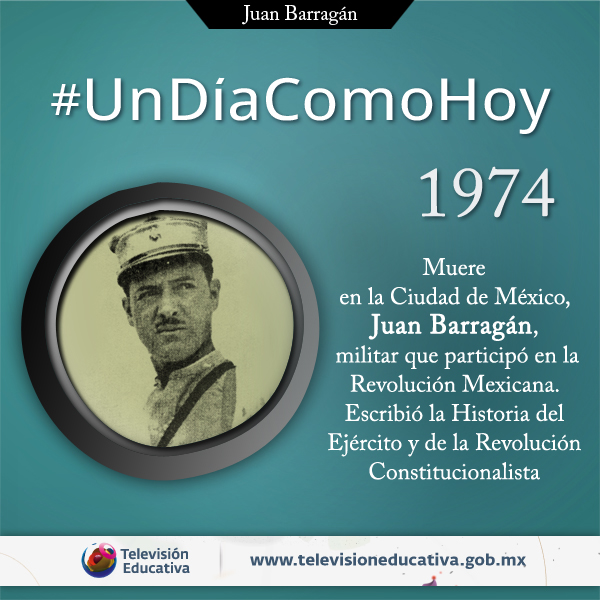 Juan Barragán
#UnDíaComoHoy
1974
Muere
en la Ciudad de México,
Juan Barragán,
militar que participó en la
Revolución Mexicana.
Escribió la Historia del
Ejército y de la Revolución
Constitucionalista
Televisión
Educativa
www.televisioneducativa.gob.mx